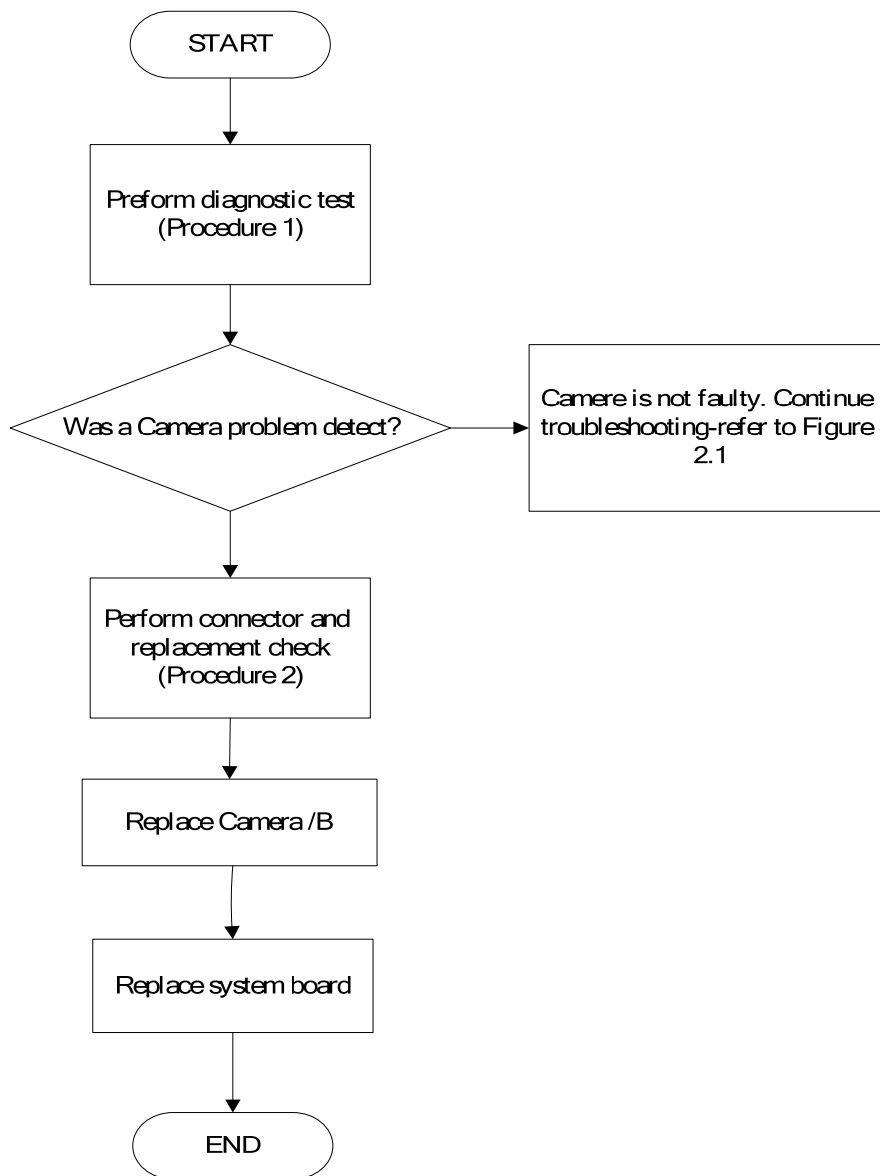 START
Preform diagnostic test
(Procedure 1)
Was a Camera problem detect?
Camere is not faulty. Continue
troubleshooting-refer to Figure
2.1
Perform connector and
replacement check
(Procedure 2)
Replace Camera /B
Replace system board
END